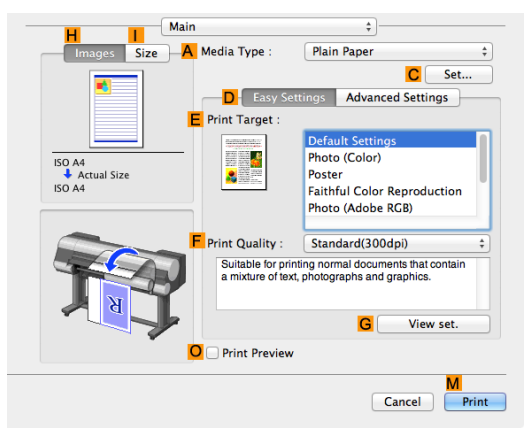 Main
H
I
Images
Size
A
Media Type :
Plain Paper
C
Set...
D
Easy Settings
Advanced Settings
E
Print Target :
Default Settings
Photo (Color)
Poster
Faithful Color Reproduction
Photo (Adobe RGB)
ISO A4
Actual Size
ISO A4
F
Print Quality :
Standard(300dpi)
Suitable for printing normal documents that contain
a mixture of text, photographs and graphics.
R
G
View set.
O
Print Preview
M
Cancel
Print